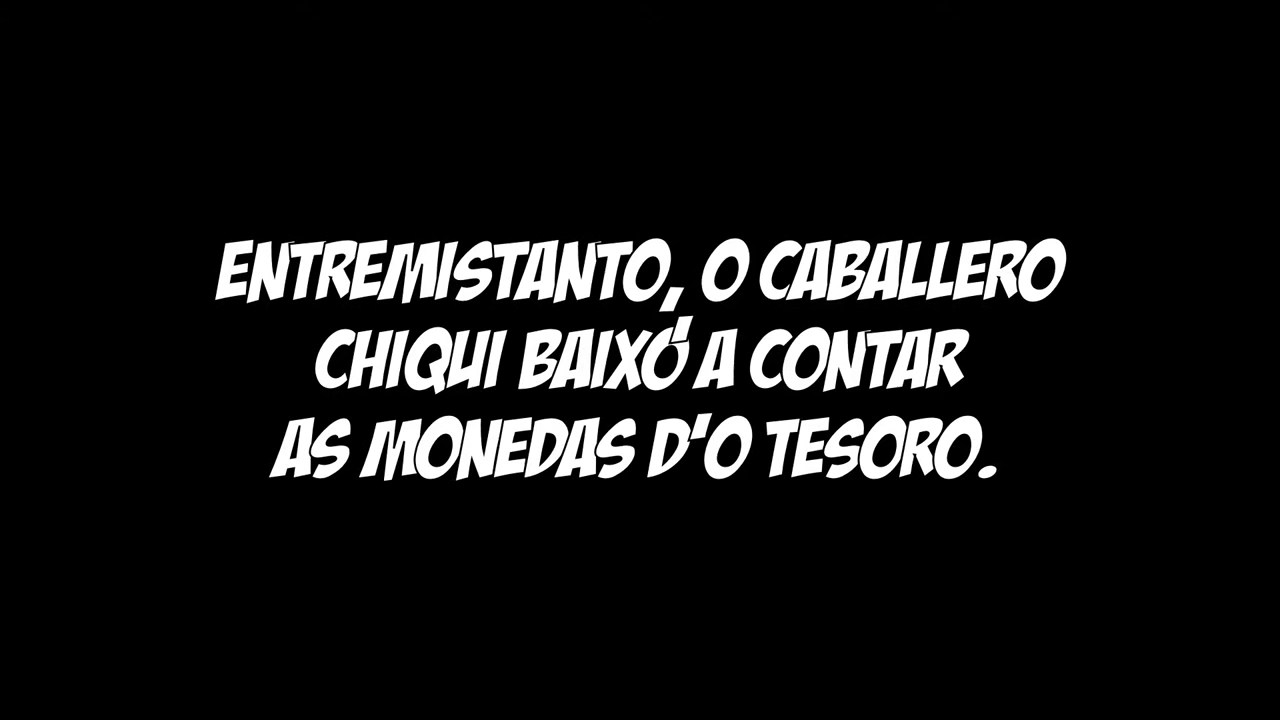 ENTREMISTANTO, O CABALLERO
CHIQUI BAIXÓ A CONTAR
AS MONEDAS D'O TESORO.